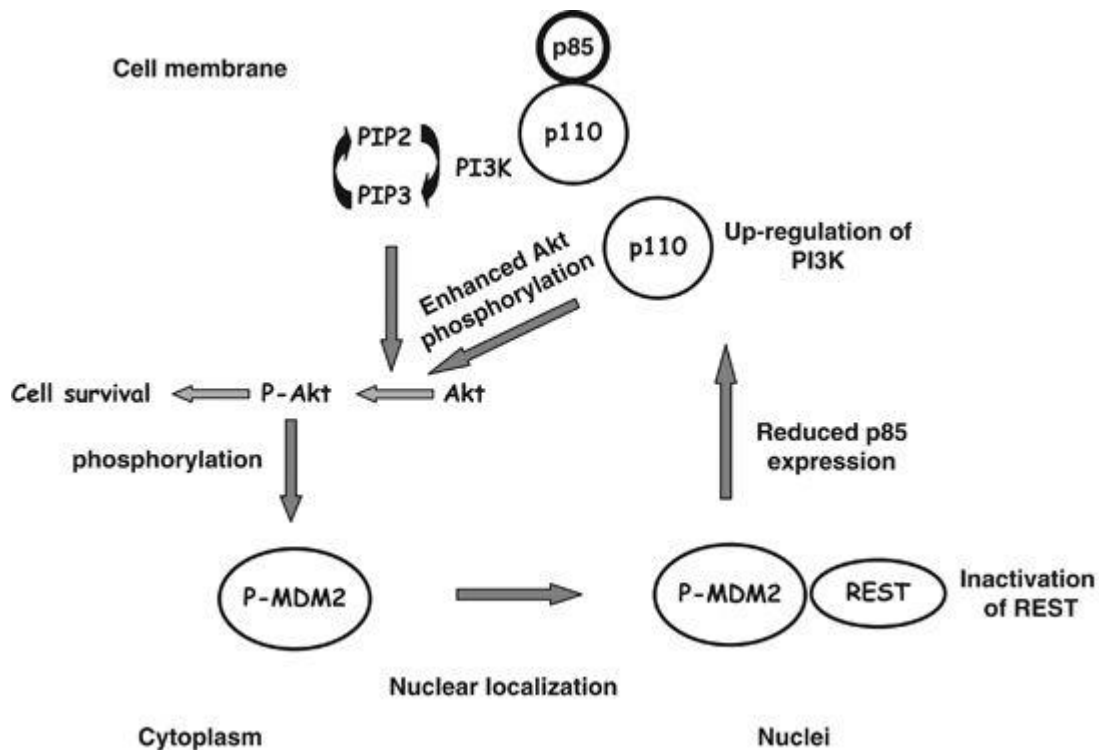 p85
Cell membrane
p110
PIP2
PI3K
PIP3
p110
Up-regulation of
PI3K
Enhanced Akt
phosphorylation
Cell survival
P-Akt
Akt
phosphorylation
Reduced p85
expression
P-MDM2
P-MDM2
REST
Inactivation
of REST
Nuclear localization
Cytoplasm
Nuclei